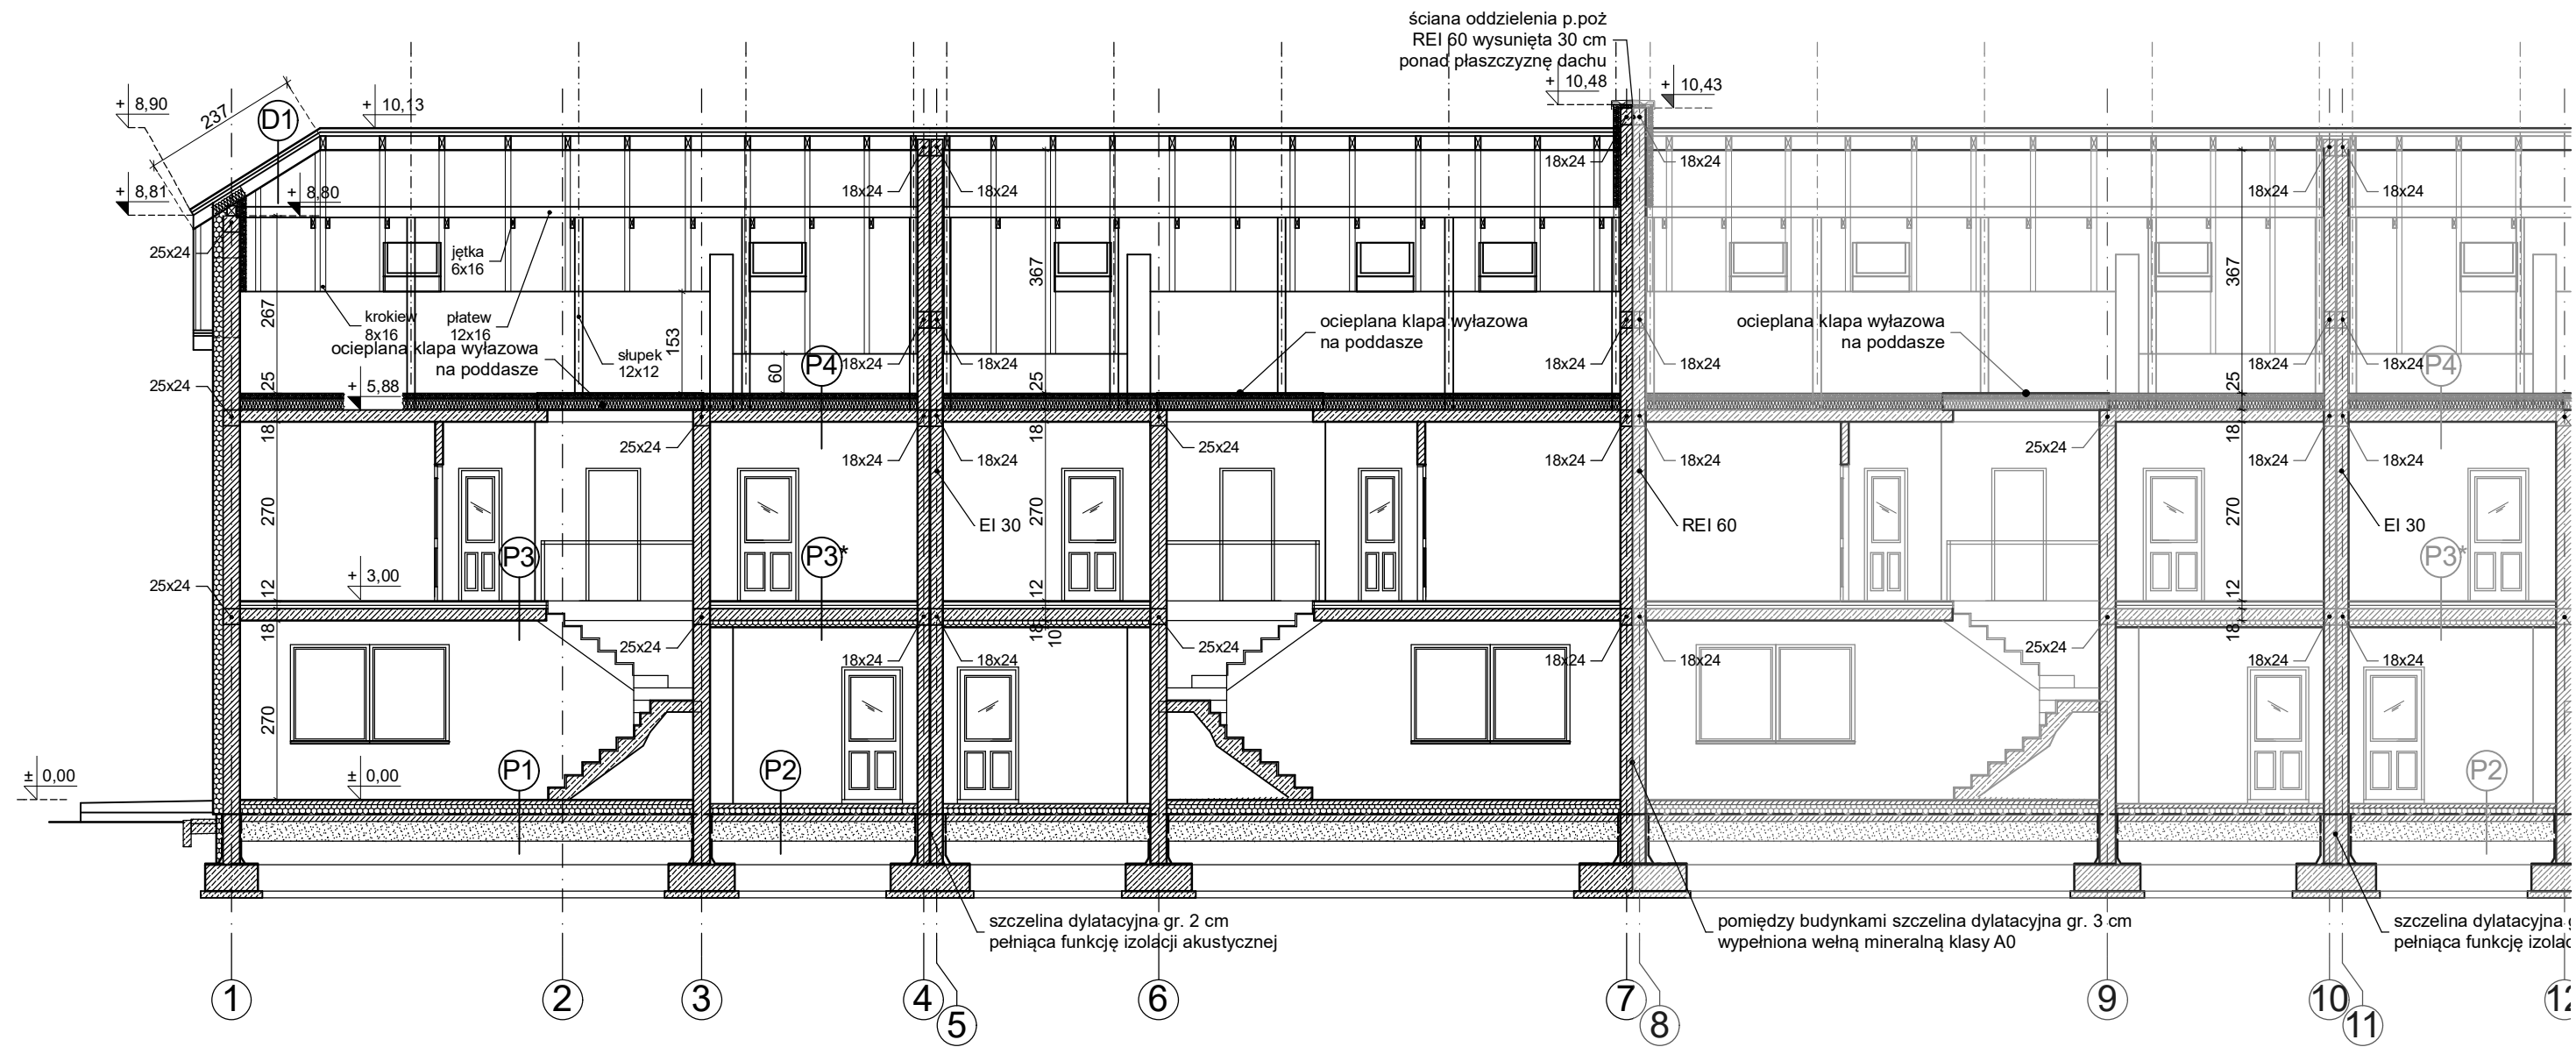 ściana oddzielenia p.poż
REI 60 wysunięta 30 cm
ponad płaszczyznę dachu
+ 10,48
+ 10,43
+ 8,90
237
D1
+ 10,13
+ 8,81
+ 8,80
18x24
18x24
18x24
18x24
18x24
18x24
25x24
jętka
6x16
367
367
267
krokiew
8x16
płatew
12x16
słupek
12x12
153
ocieplana klapa wyłazowa
na poddasze
ocieplana klapa wyłazowa
na poddasze
ocieplana klapa wyłazowa
na poddasze
P4
18x24
18x24
18x24
18x24
18x24
18x24
P4
25x24
25
+ 5,88
60
25
25
18
25x24
18x24
18
18x24
25x24
18x24
18x24
25x24
18
18x24
18x24
270
EI 30
270
REI 60
270
EI 30
P3
P3*
P3*
25x24
12
+ 3,00
12
12
18
25x24
18x24
18
10
18x24
25x24
18x24
18x24
25x24
18
18x24
18x24
270
± 0,00
± 0,00
P1
P2
P2
szczelina dylatacyjna gr. 2 cm
pełniąca funkcję izolacji akustycznej
pomiędzy budynkami szczelina dylatacyjna gr. 3 cm
wypełniona wełną mineralną klasy A0
szczelina dylatacyjna g
pełniąca funkcję izolac
1
2
3
4
5
6
7
8
9
10
11
12